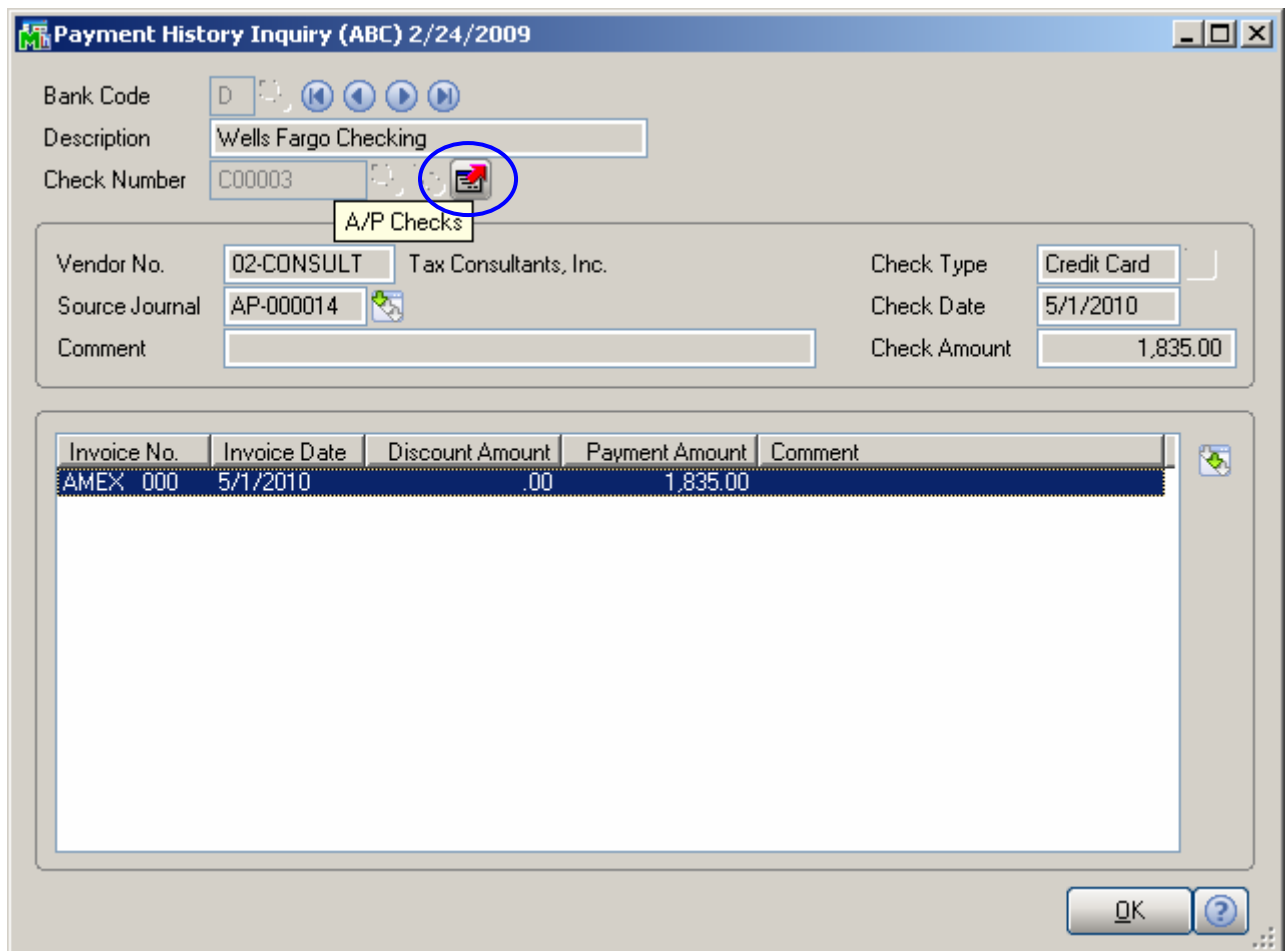 Payment History Inquiry (ABC) 2/24/2009
Bank Code D
Description Wells Fargo Checking
Check Number C00003
A/P Checks
Vendor No. 02-CONSULT Tax Consultants, Inc. Check Type Credit Card
Source Journal AP-000014 Check Date 5/1/2010
Comment Check Amount 1,835.00
Invoice No. Invoice Date Discount Amount Payment Amount Comment
AMEX 000 5/1/2010 .00 1,835.00
OK ?